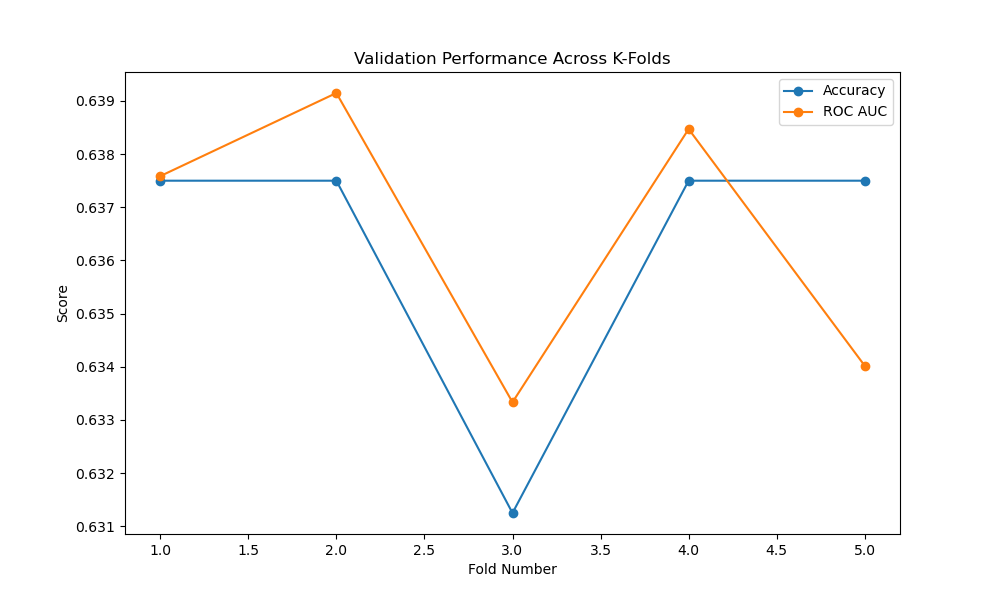 Validation Performance Across K-Folds
Accuracy
ROC AUC
Score
0.639
0.638
0.637
0.636
0.635
0.634
0.633
0.632
0.631
1.0 1.5 2.0 2.5 3.0 3.5 4.0 4.5 5.0
Fold Number